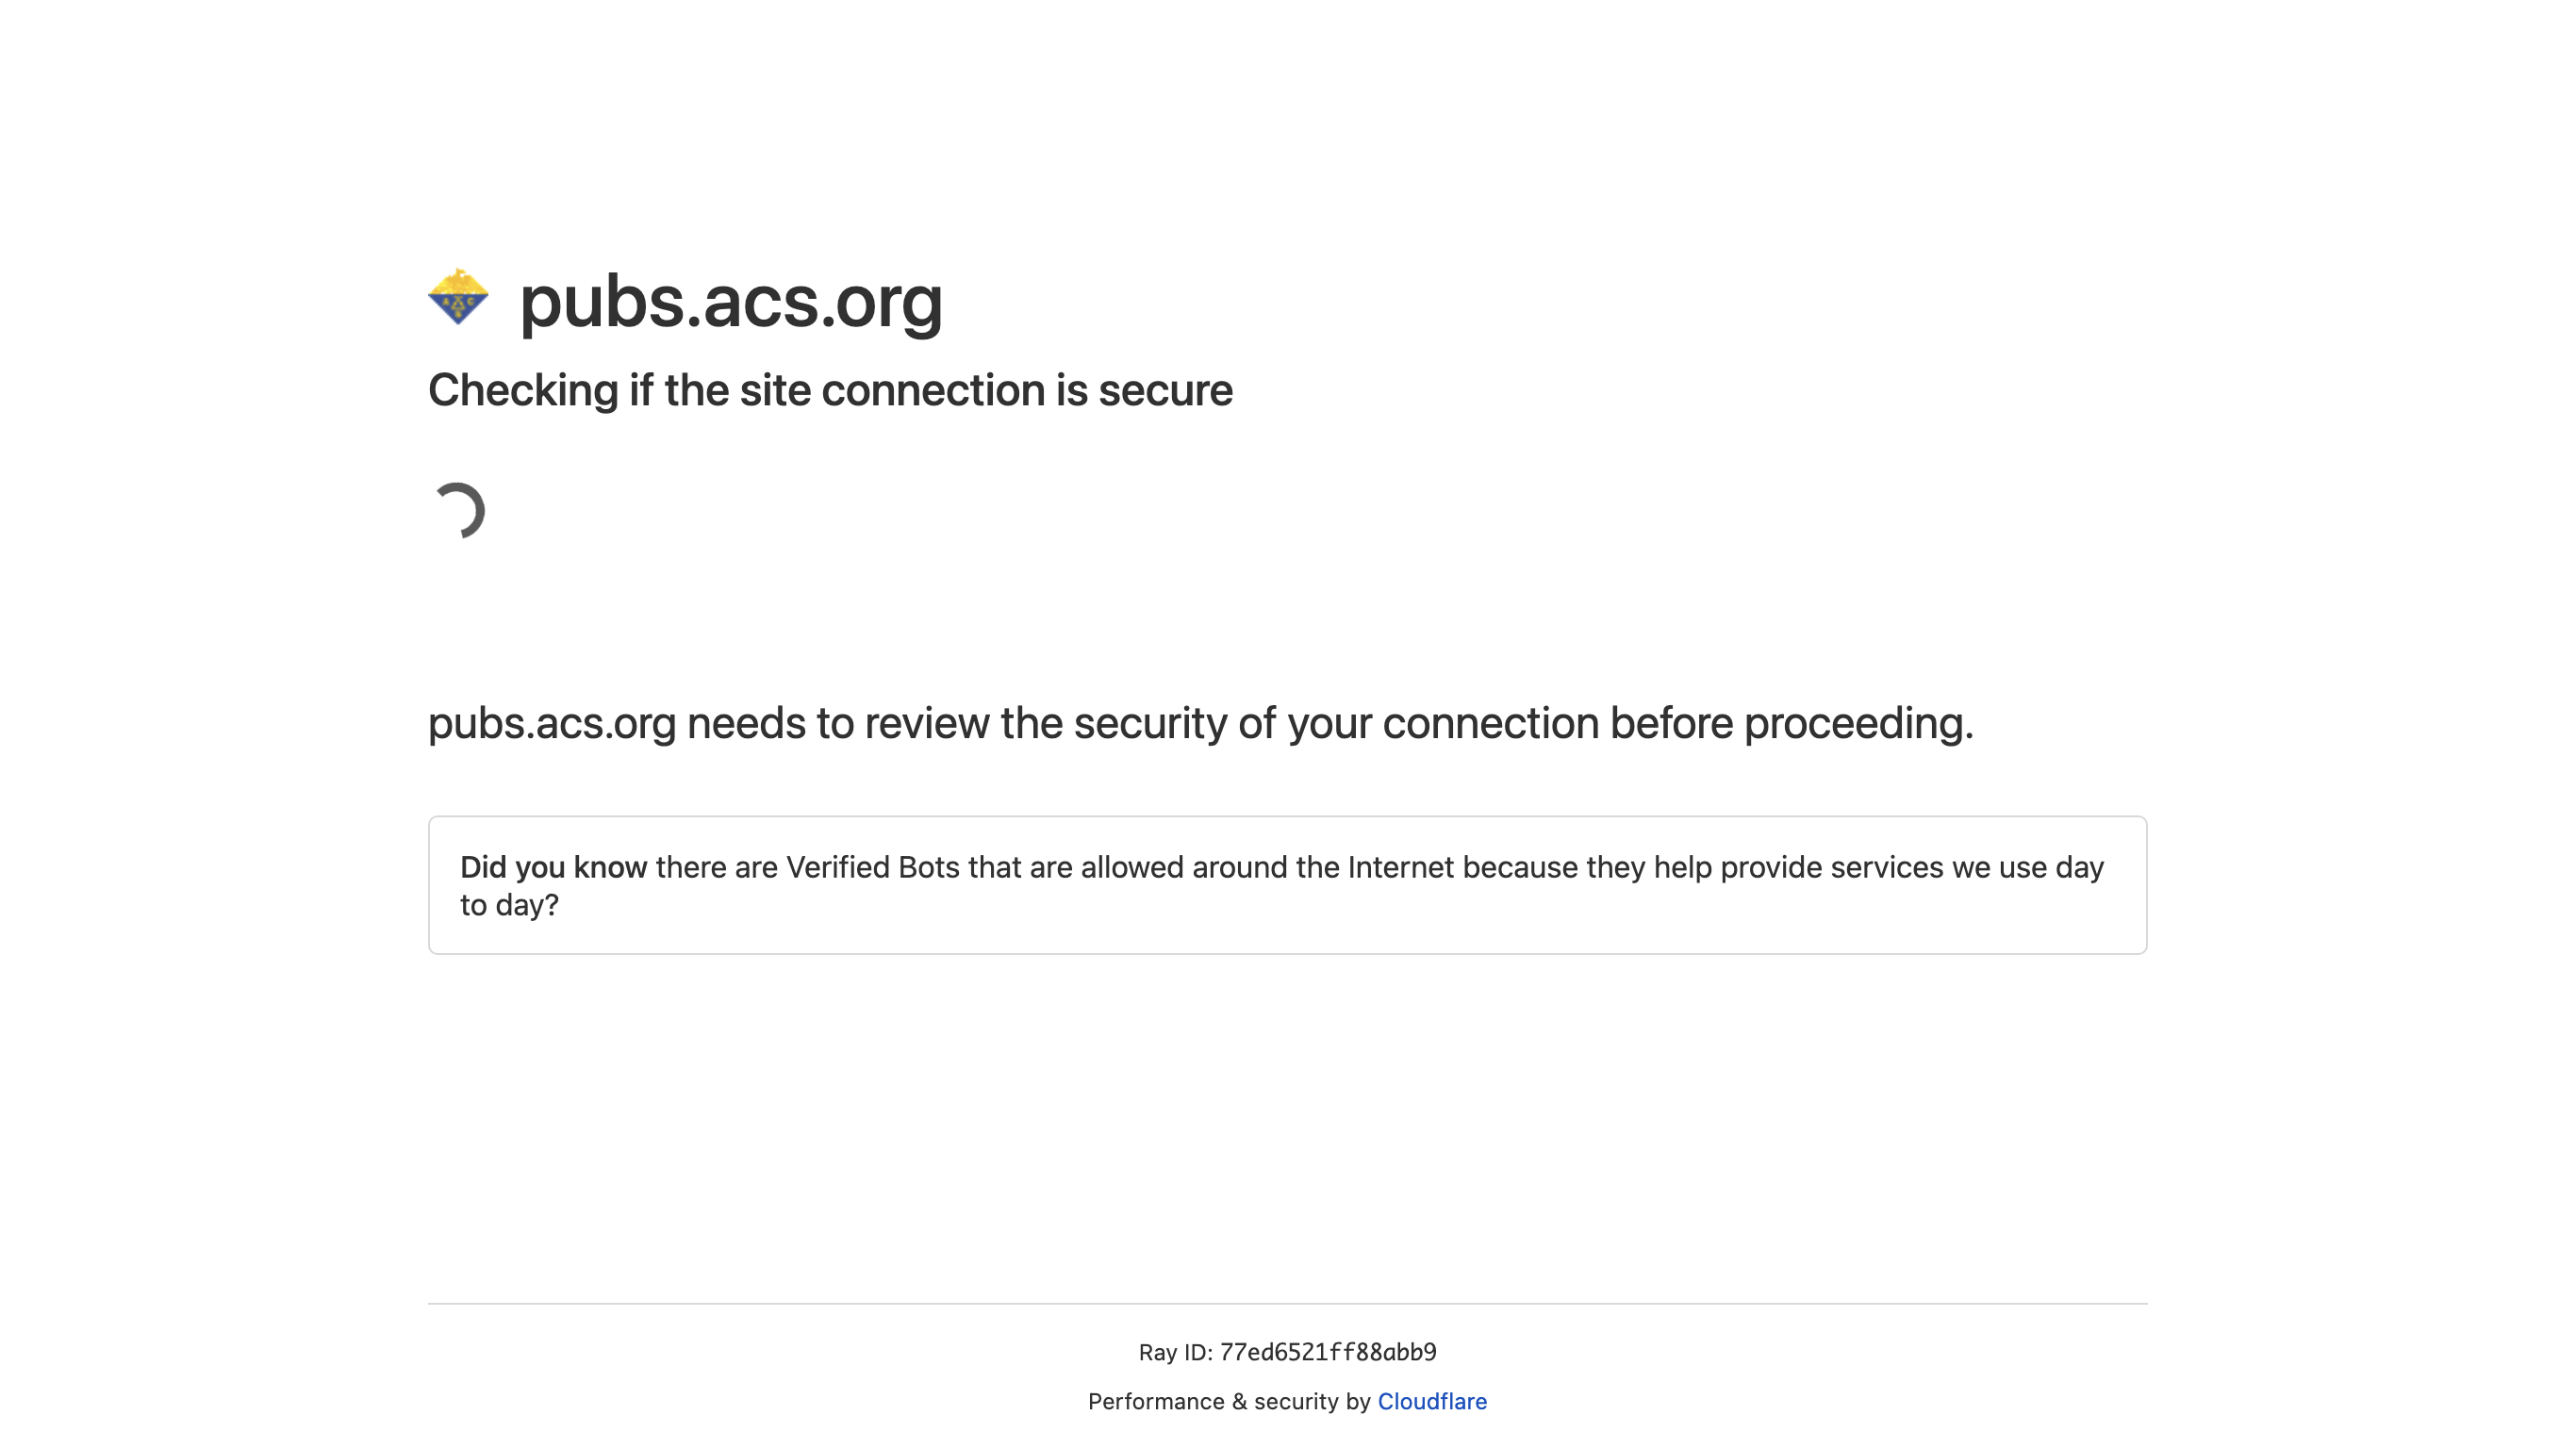 pubs.acs.org
Checking if the site connection is secure
pubs.acs.org needs to review the security of your connection before proceeding.
Did you know there are Verified Bots that are allowed around the Internet because they help provide services we use day
to day?
Ray ID: 77ed6521ff88abb9
Performance & security by Cloudflare